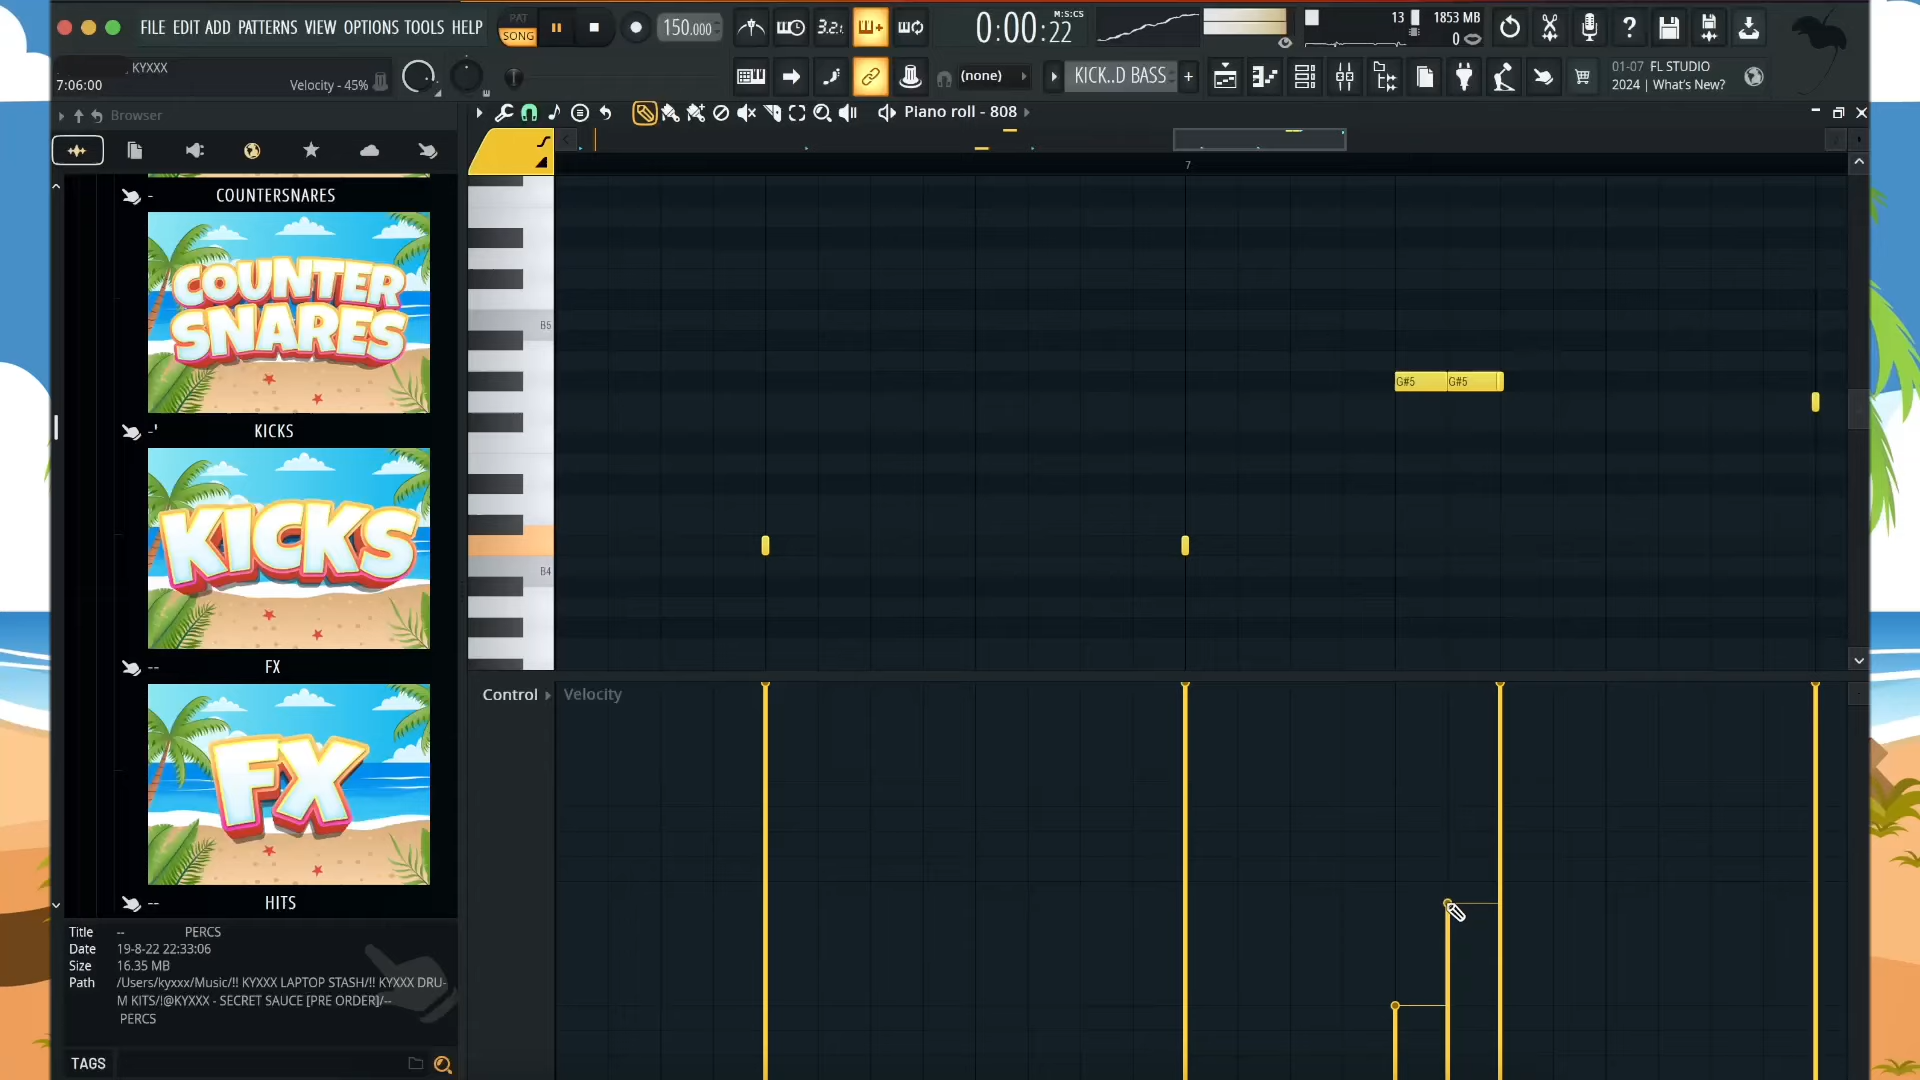 FILE EDIT ADD PATTERNS VIEW OPTIONS TOOLS HELP
PAT
SONG
150.000
3.2.
0:00:22
M:S:CS
13
1853 MB
0
KYXXX
7:06:00
Velocity - 45%
(none)
KICK..D BASS
+
01-07 FL STUDIO
2024 | What's New?
Browser
Piano roll - 808
7
- COUNTERSNARES
COUNTER
SNARES
-' KICKS
KICKS
-- FX
FX
-- HITS
B5
B4
G#5 G#5
Control
Velocity
Title -- PERCS
Date 19-8-22 22:33:06
Size 16.35 MB
Path /Users/kyxxx/Music/!! KYXXX LAPTOP STASH/!! KYXXX DRU-
M KITS/!@KYXXX - SECRET SAUCE [PRE ORDER]/--
PERCS
TAGS